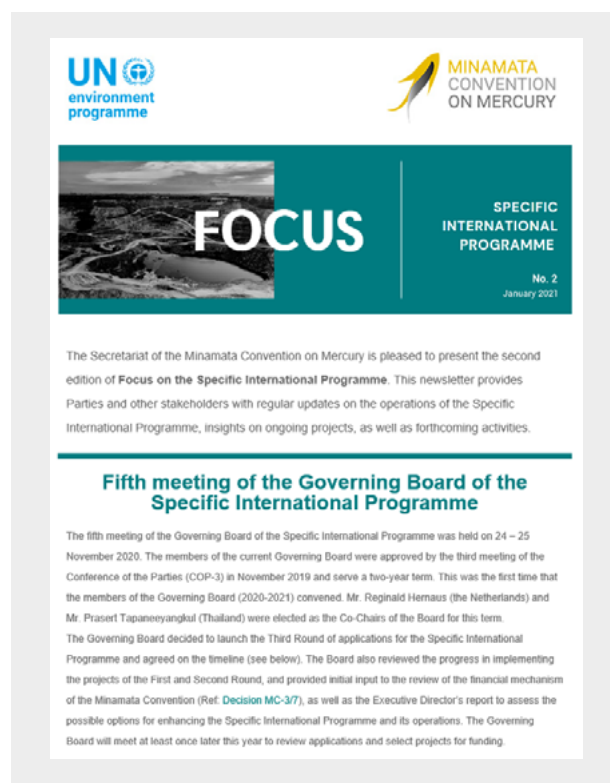 UN
environment
programme
MINAMATA
CONVENTION
ON MERCURY
FOCUS
SPECIFIC
INTERNATIONAL
PROGRAMME
No. 2
January 2021
The Secretariat of the Minamata Convention on Mercury is pleased to present the second
edition of Focus on the Specific International Programme. This newsletter provides
Parties and other stakeholders with regular updates on the operations of the Specific
International Programme, insights on ongoing projects, as well as forthcoming activities.
Fifth meeting of the Governing Board of the
Specific International Programme
The fifth meeting of the Governing Board of the Specific International Programme was held on 24 – 25
November 2020. The members of the current Governing Board were approved by the third meeting of the
Conference of the Parties (COP-3) in November 2019 and serve a two-year term. This was the first time that
the members of the Governing Board (2020-2021) convened. Mr. Reginald Hernaus (the Netherlands) and
Mr. Prasert Tapaneeyangkul (Thailand) were elected as the Co-Chairs of the Board for this term.
The Governing Board decided to launch the Third Round of applications for the Specific International
Programme and agreed on the timeline (see below). The Board also reviewed the progress in implementing
the projects of the First and Second Round, and provided initial input to the review of the financial mechanism
of the Minamata Convention (Ref: Decision MC-3/7), as well as the Executive Director's report to assess the
possible options for enhancing the Specific International Programme and its operations. The Governing
Board will meet at least once later this year to review applications and select projects for funding.